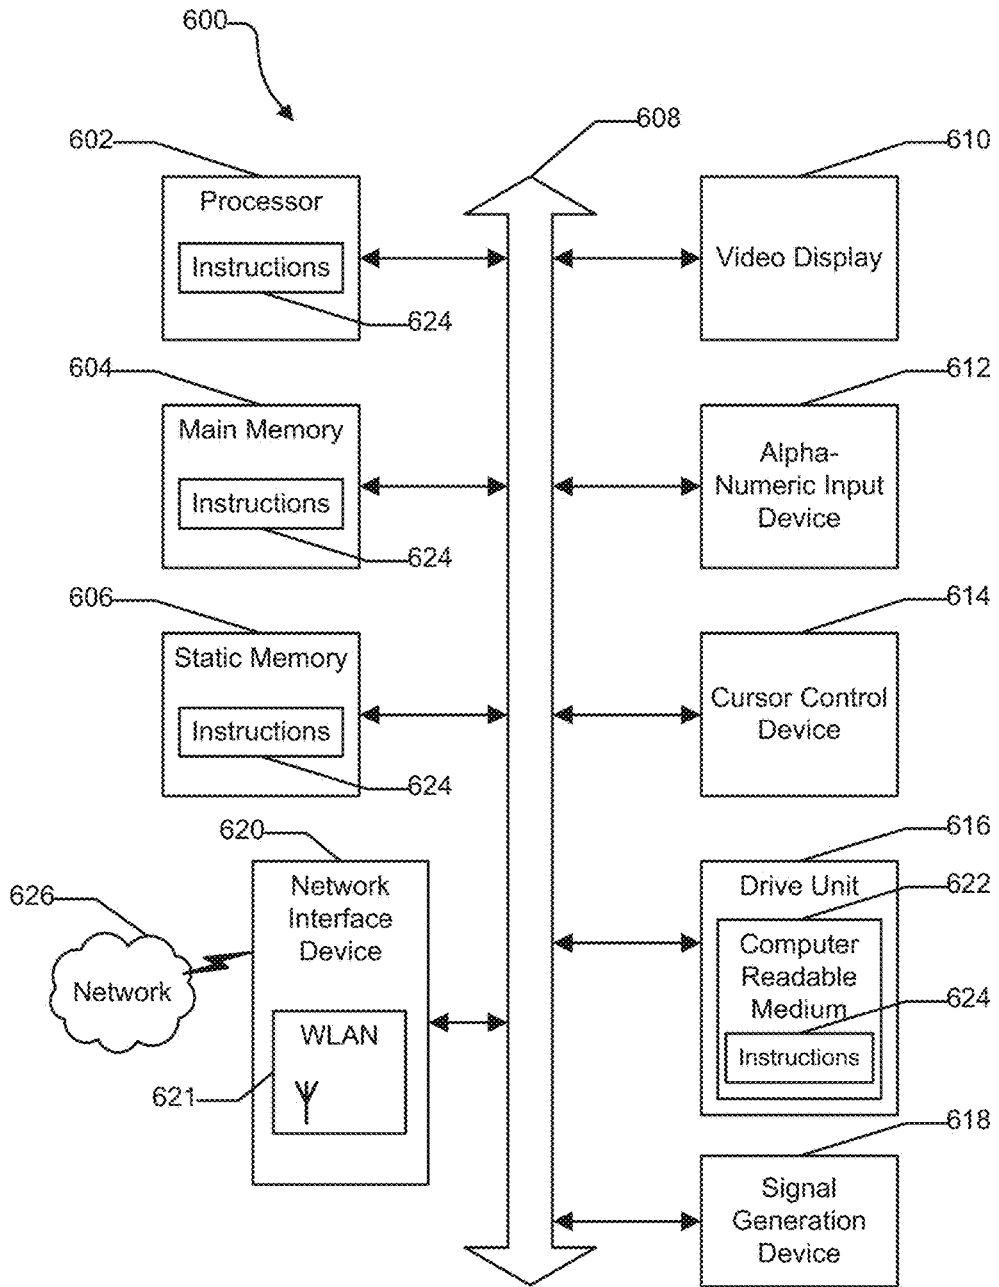 600
602
608
610
Processor
Instructions
624
Video Display
604
612
Main Memory
Instructions
624
Alpha-
Numeric Input
Device
606
614
Static Memory
Instructions
624
Cursor Control
Device
620
616
Network
Interface
Device
Drive Unit
622
626
Network
Computer
Readable
Medium
624
Instructions
WLAN
621
618
Signal
Generation
Device